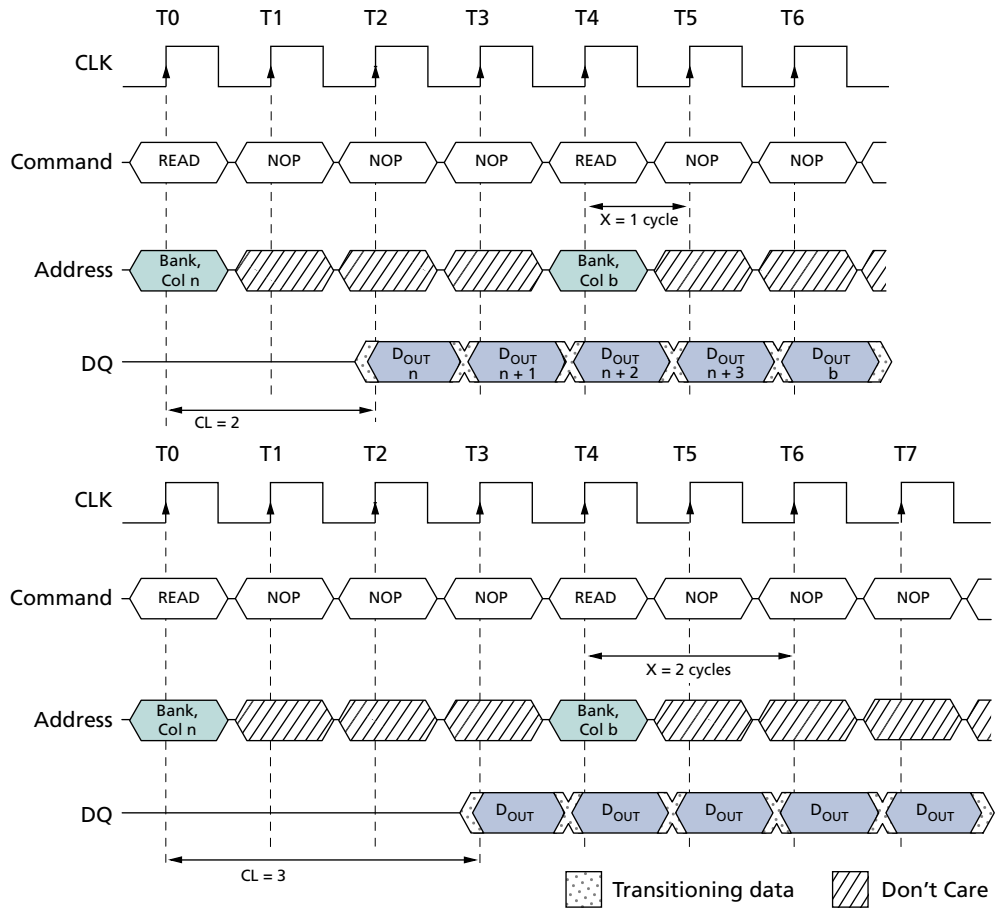 T0 T1 T2 T3 T4 T5 T6
CLK
Command READ NOP NOP NOP READ NOP NOP
X = 1 cycle
Address Bank, Col n Bank, Col b
DQ DOUT n DOUT n + 1 DOUT n + 2 DOUT n + 3 DOUT b
CL = 2
T0 T1 T2 T3 T4 T5 T6 T7
CLK
Command READ NOP NOP NOP READ NOP NOP NOP
X = 2 cycles
Address Bank, Col n Bank, Col b
DQ DOUT DOUT DOUT DOUT DOUT
CL = 3
Transitioning data Don't Care